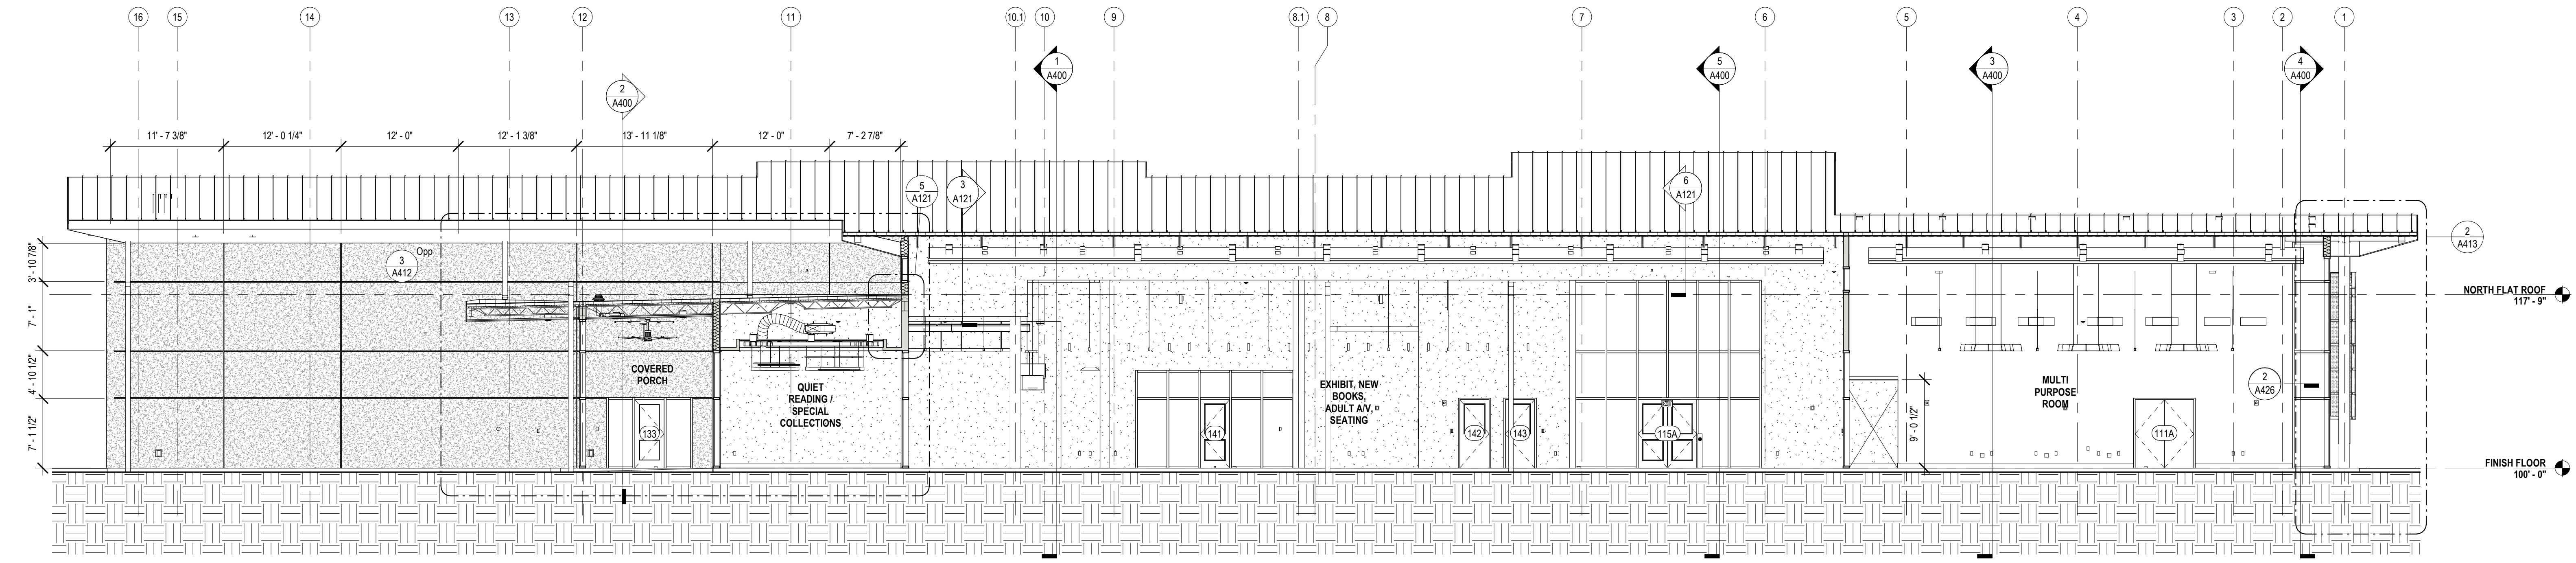 16 15 14 13 12 11 10.1 10 9 8.1 8 7 6 5 4 3 2 1
1
A400
5
A400
3
A400
4
A400
2
A400
11' - 7 3/8" 12' - 0 1/4" 12' - 0" 12' - 1 3/8" 13' - 11 1/8" 12' - 0" 7' - 2 7/8"
5
A121
3
A121
6
A121
2
A413
Opp
3
A412
3' - 10 7/8"
7' - 1"
4' - 10 1/2"
7' - 1 1/2"
NORTH FLAT ROOF
117' - 9"
COVERED
PORCH
QUIET
READING /
SPECIAL
COLLECTIONS
EXHIBIT, NEW
BOOKS,
ADULT A/V,
SEATING
MULTI
PURPOSE
ROOM
2
A426
9' - 0 1/2"
133 141 142 143 115A 111A
FINISH FLOOR
100' - 0"